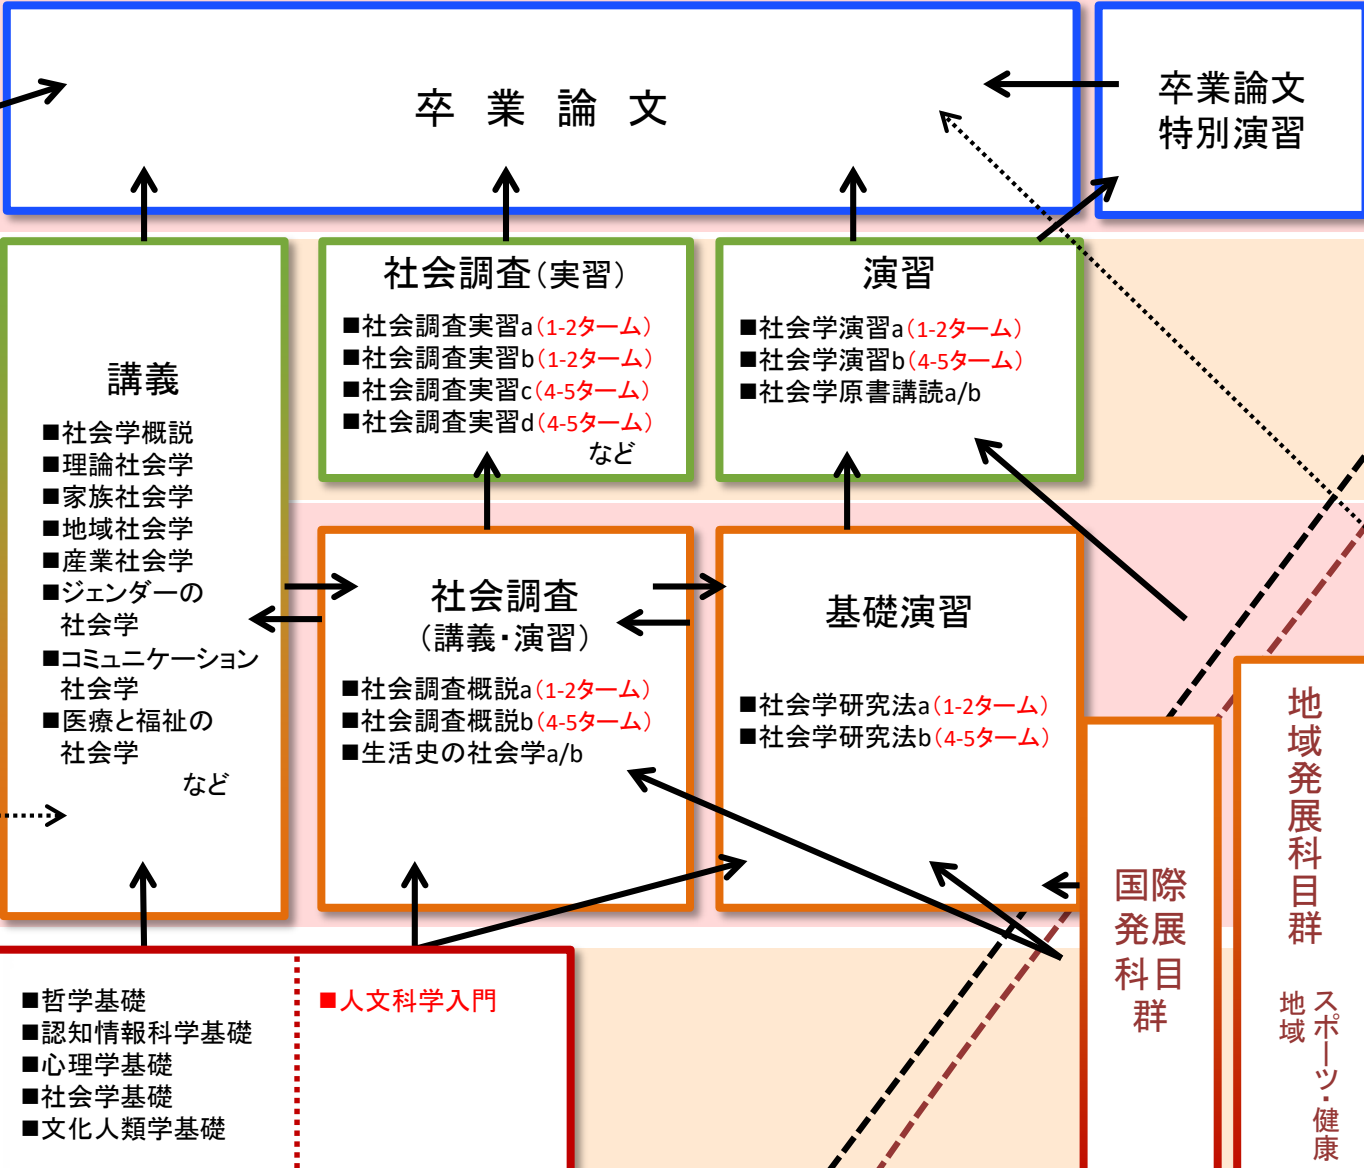 卒業論文
卒業論文
特別演習
講義
■社会学概説
■理論社会学
■家族社会学
■地域社会学
■産業社会学
■ジェンダーの
社会学
■コミュニケーション
社会学
■医療と福祉の
社会学
など
社会調査(実習)
■社会調査実習a(1-2ターム)
■社会調査実習b(1-2ターム)
■社会調査実習c(4-5ターム)
■社会調査実習d(4-5ターム)
など
演習
■社会学演習a(1-2ターム)
■社会学演習b(4-5ターム)
■社会学原書講読a/b
社会調査
(講義・演習)
■社会調査概説a(1-2ターム)
■社会調査概説b(4-5ターム)
■生活史の社会学a/b
基礎演習
■社会学研究法a(1-2ターム)
■社会学研究法b(4-5ターム)
国際
発展
科目
群
地域発展科目群
スポーツ・健康
地域
■哲学基礎
■認知情報科学基礎
■心理学基礎
■社会学基礎
■文化人類学基礎
■人文科学入門